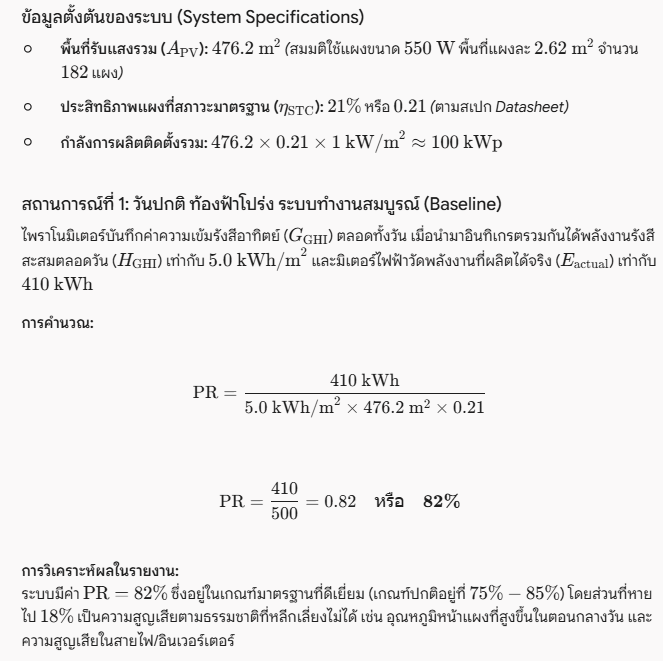 ข้อมูลตั้งต้นของระบบ (System Specifications)
○ พื้นที่รับแสงรวม (A_PV): 476.2 m² (สมมติใช้แผงขนาด 550 W พื้นที่แผงละ 2.62 m² จำนวน
182 แผง)
○ ประสิทธิภาพแผงที่สภาวะมาตรฐาน (η_STC): 21% หรือ 0.21 (ตามสเปก Datasheet)
○ กำลังการผลิตติดตั้งรวม: 476.2 × 0.21 × 1 kW/m² ≈ 100 kWp
สถานการณ์ที่ 1: วันปกติ ท้องฟ้าโปร่ง ระบบทำงานสมบูรณ์ (Baseline)
ไพราโนมิเตอร์บันทึกค่าความเข้มรังสีอาทิตย์ (G_GHI) ตลอดทั้งวัน เมื่อนำมาอินทิเกรตรวมกันได้พลังงานรังสี
สะสมตลอดวัน (H_GHI) เท่ากับ 5.0 kWh/m² และมิเตอร์ไฟฟ้าวัดพลังงานที่ผลิตได้จริง (E_actual) เท่ากับ
410 kWh
การคำนวณ:
PR = 410 kWh / 5.0 kWh/m² × 476.2 m² × 0.21
PR = 410 / 500 = 0.82 หรือ 82%
การวิเคราะห์ผลในรายงาน:
ระบบมีค่า PR = 82% ซึ่งอยู่ในเกณฑ์มาตรฐานที่ดีเยี่ยม (เกณฑ์ปกติอยู่ที่ 75% − 85%) โดยส่วนที่หาย
ไป 18% เป็นความสูญเสียตามธรรมชาติที่หลีกเลี่ยงไม่ได้ เช่น อุณหภูมิหน้าแผงที่สูงขึ้นในตอนกลางวัน และ
ความสูญเสียในสายไฟ/อินเวอร์เตอร์